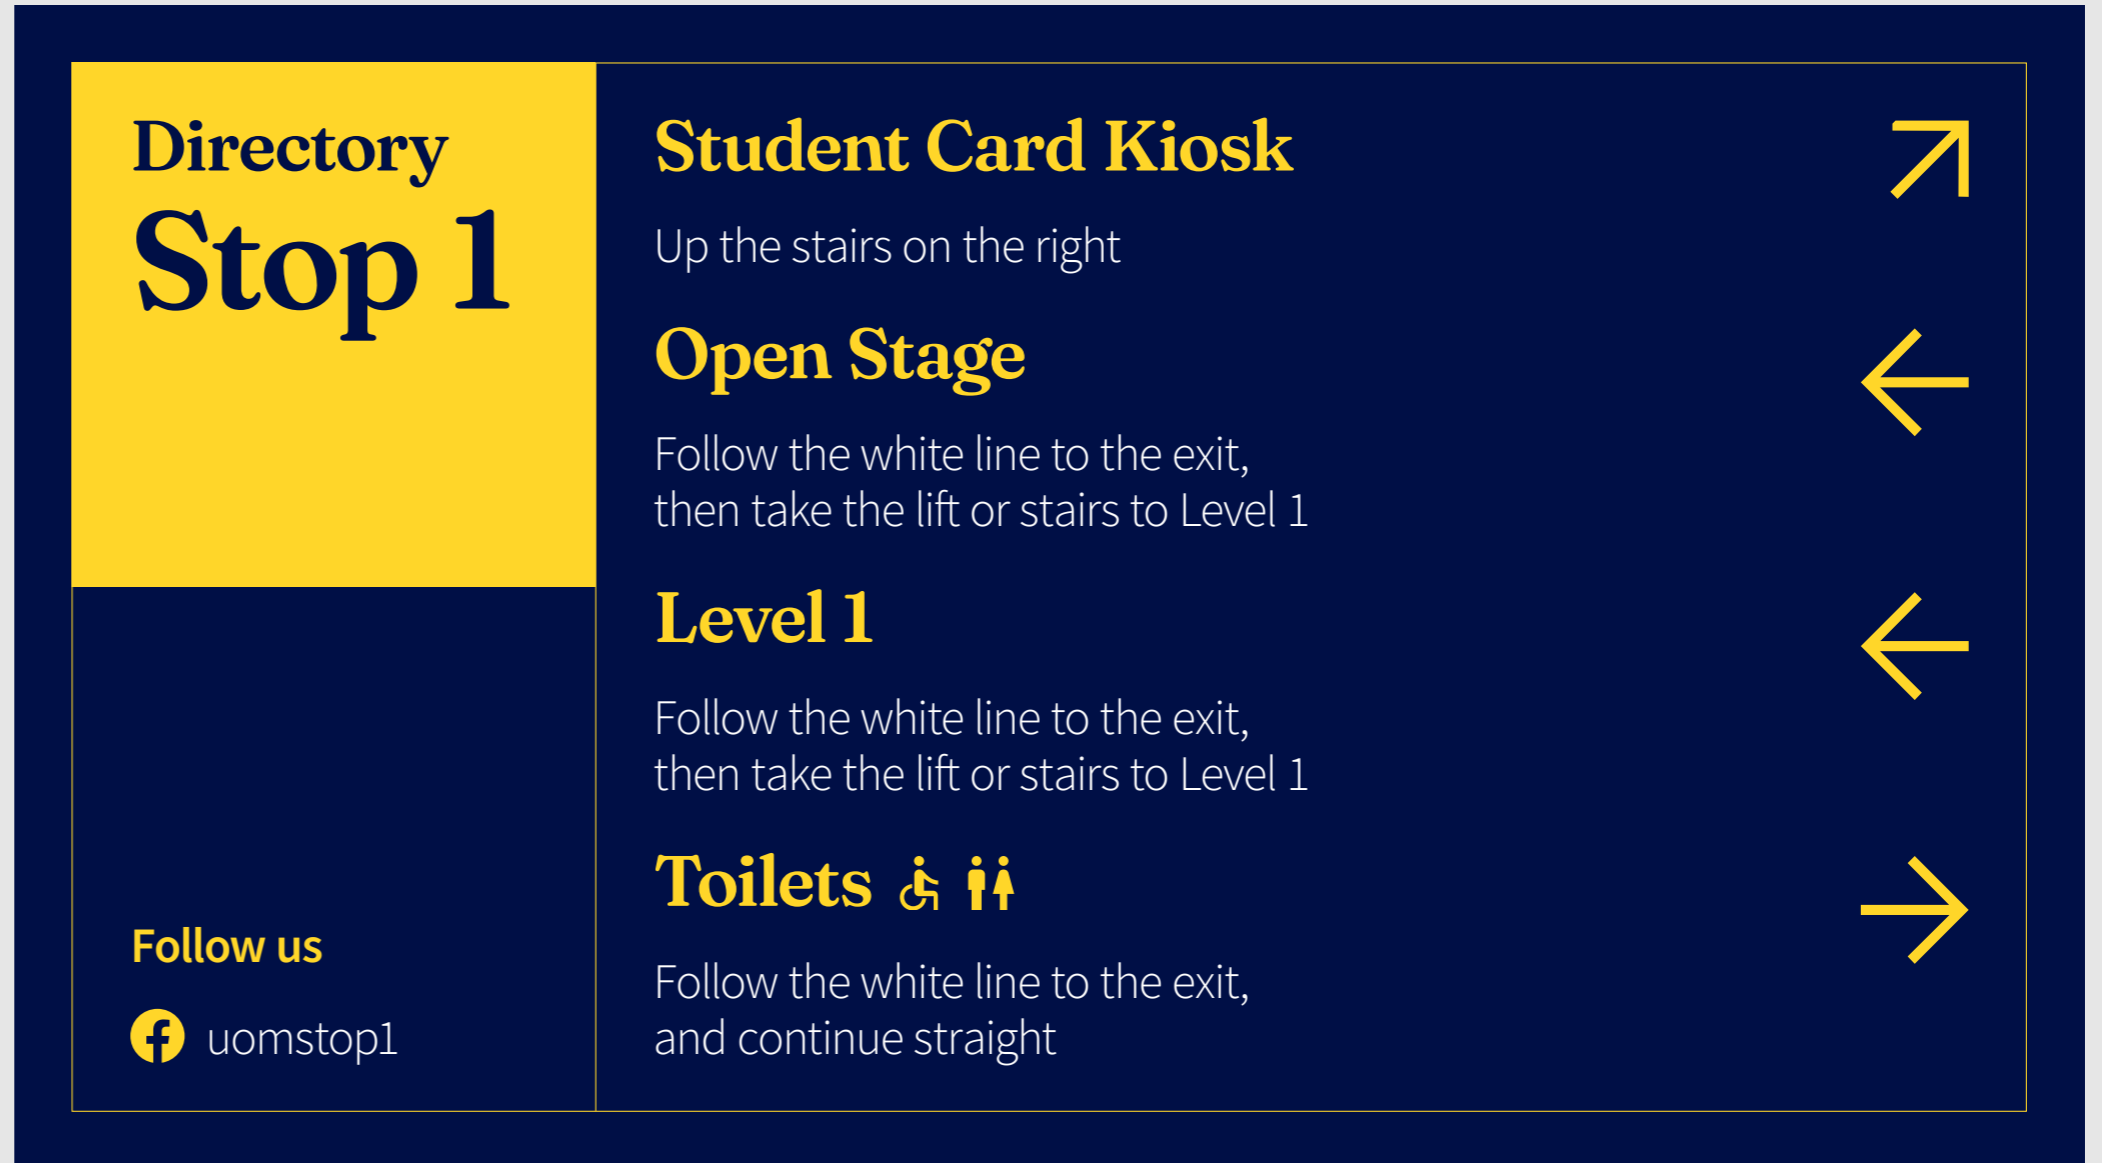 Directory
Stop 1
Follow us
uomstop1
Student Card Kiosk
Up the stairs on the right
Open Stage
Follow the white line to the exit,
then take the lift or stairs to Level 1
Level 1
Follow the white line to the exit,
then take the lift or stairs to Level 1
Toilets
Follow the white line to the exit,
and continue straight